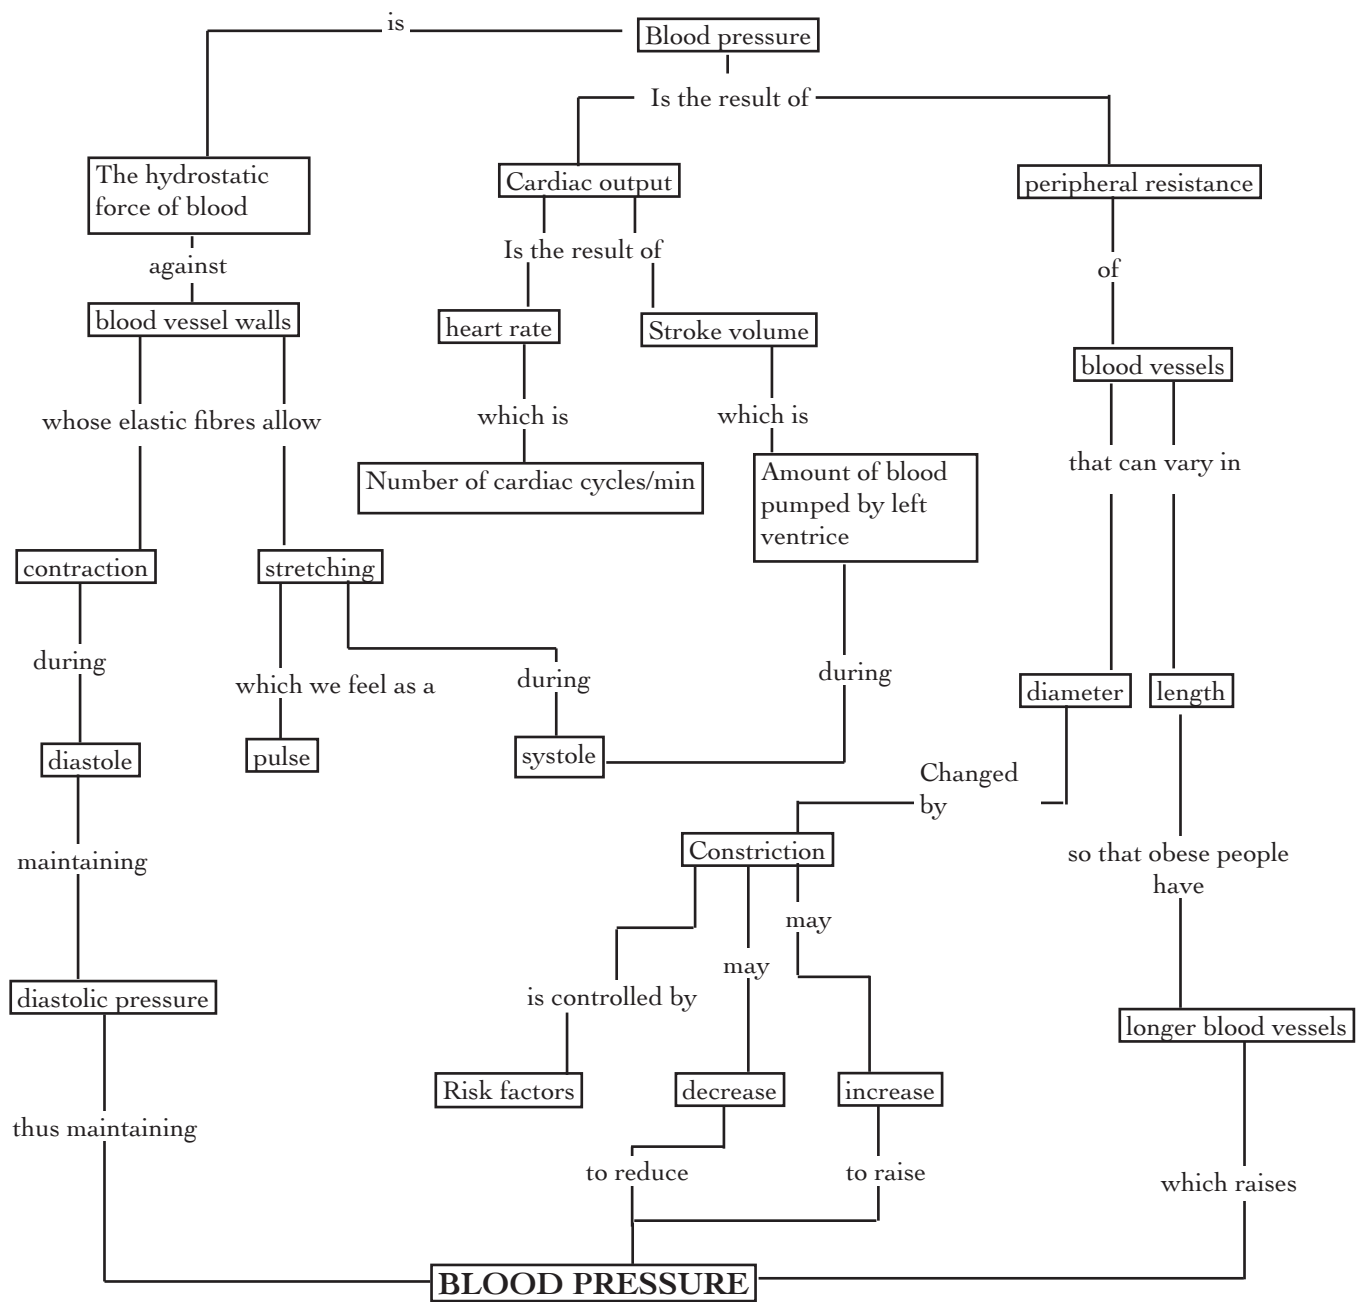 is
Blood pressure
Is the result of
The hydrostatic
force of blood
Cardiac output
peripheral resistance
against
Is the result of
of
blood vessel walls
heart rate
Stroke volume
blood vessels
whose elastic fibres allow
which is
which is
that can vary in
Number of cardiac cycles/min
Amount of blood
pumped by left
ventrice
contraction
stretching
during
which we feel as a
during
during
diameter
length
diastole
pulse
systole
Changed
by
maintaining
Constriction
so that obese people
have
may
may
diastolic pressure
is controlled by
longer blood vessels
Risk factors
decrease
increase
thus maintaining
to reduce
to raise
which raises
BLOOD PRESSURE